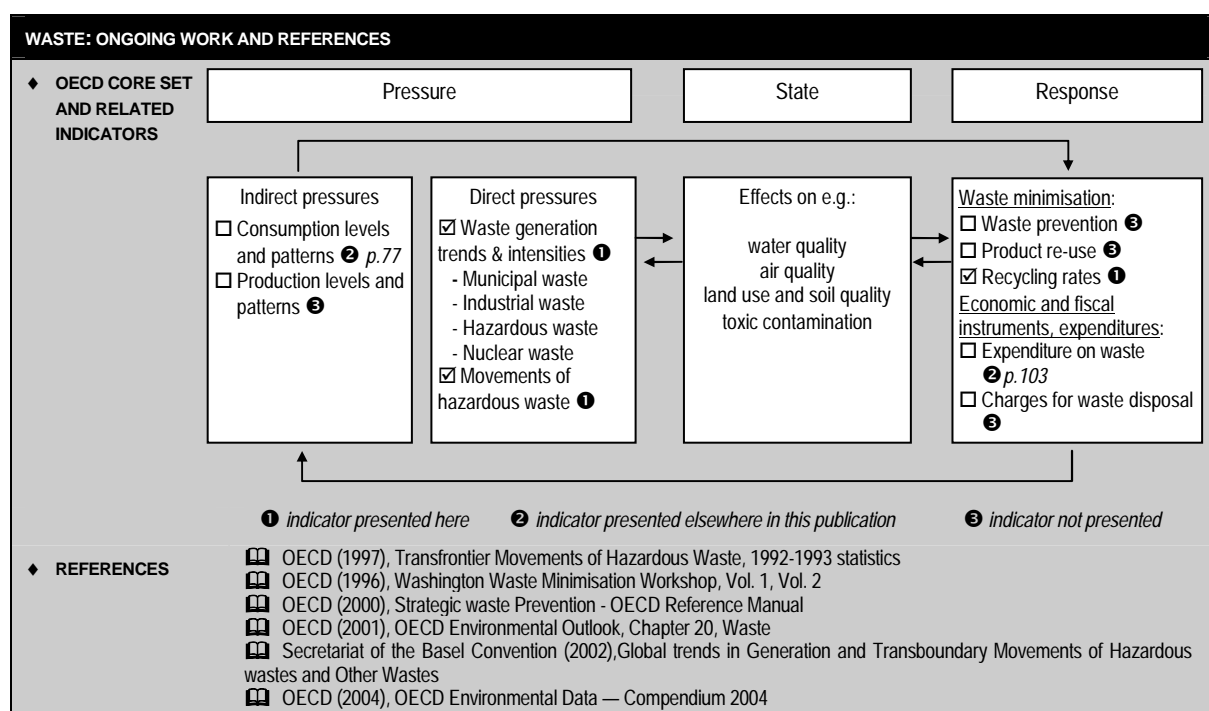 WASTE: ONGOING WORK AND REFERENCES
♦ OECD CORE SET
AND RELATED
INDICATORS
Pressure
State
Response
Indirect pressures
☐ Consumption levels
and patterns ❷ p.77
☐ Production levels and
patterns ❸
Direct pressures
☑ Waste generation
trends & intensities ❶
- Municipal waste
- Industrial waste
- Hazardous waste
- Nuclear waste
☑ Movements of
hazardous waste ❶
Effects on e.g.:
water quality
air quality
land use and soil quality
toxic contamination
Waste minimisation:
☐ Waste prevention ❸
☐ Product re-use ❸
☑ Recycling rates ❶
Economic and fiscal
instruments, expenditures:
☐ Expenditure on waste
❷ p.103
☐ Charges for waste disposal
❸
❶ indicator presented here ❷ indicator presented elsewhere in this publication ❸ indicator not presented
♦ REFERENCES
🕮 OECD (1997), Transfrontier Movements of Hazardous Waste, 1992-1993 statistics
🕮 OECD (1996), Washington Waste Minimisation Workshop, Vol. 1, Vol. 2
🕮 OECD (2000), Strategic waste Prevention - OECD Reference Manual
🕮 OECD (2001), OECD Environmental Outlook, Chapter 20, Waste
🕮 Secretariat of the Basel Convention (2002),Global trends in Generation and Transboundary Movements of Hazardous
wastes and Other Wastes
🕮 OECD (2004), OECD Environmental Data — Compendium 2004